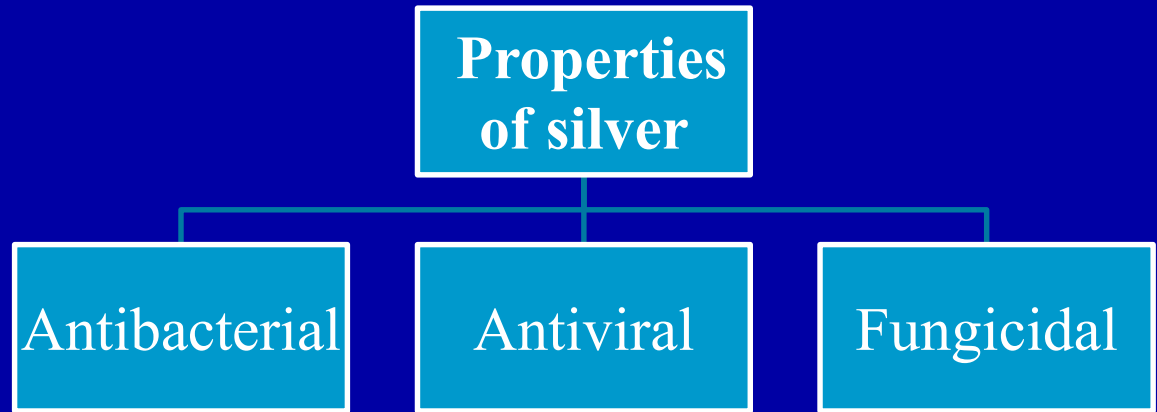 Properties
of silver
Antibacterial
Antiviral
Fungicidal